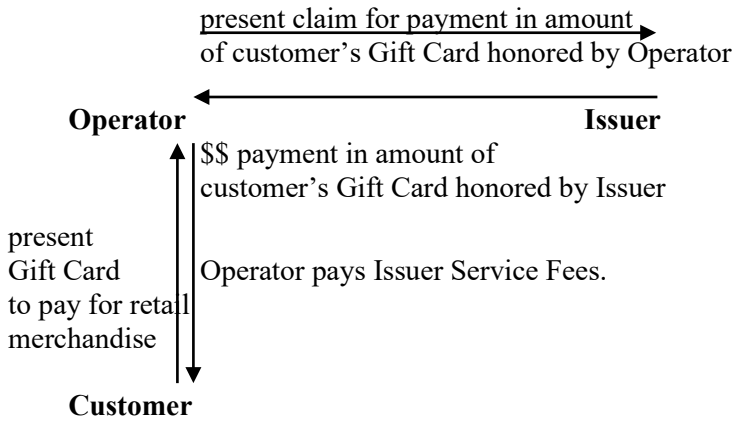 present claim for payment in amount
of customer’s Gift Card honored by Operator
Operator
Issuer
$$ payment in amount of
customer’s Gift Card honored by Issuer
present
Gift Card
to pay for retail
merchandise
Operator pays Issuer Service Fees.
Customer